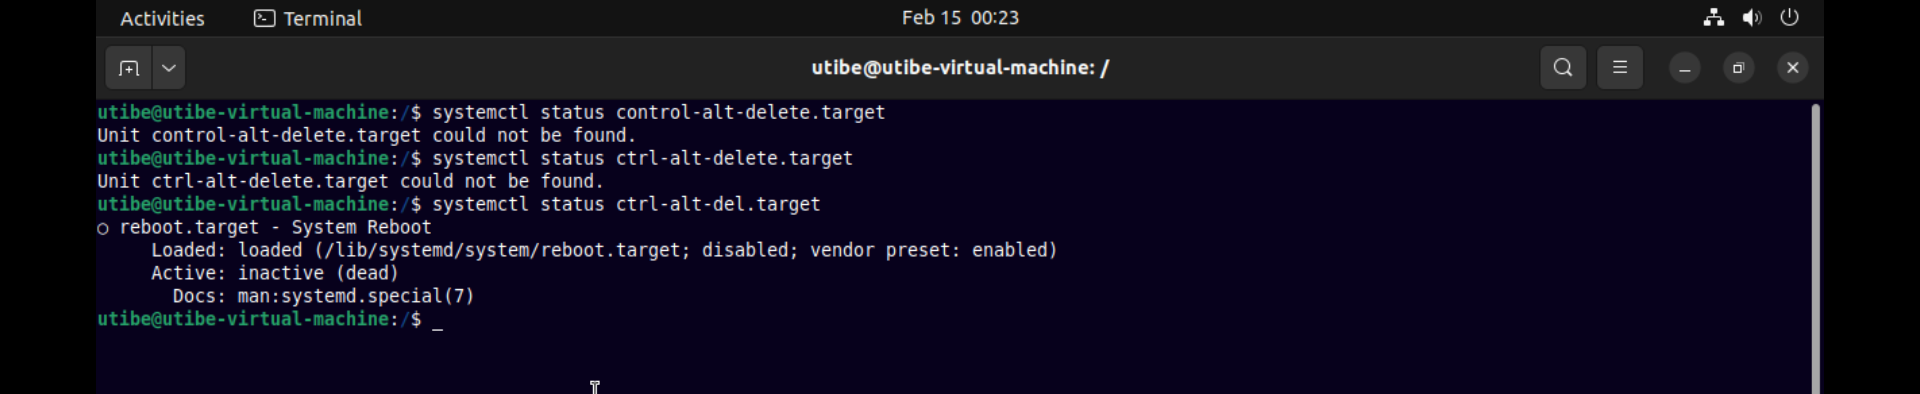 Activities Terminal Feb 15 00:23
utibe@utibe-virtual-machine: /
utibe@utibe-virtual-machine:/$ systemctl status control-alt-delete.target
Unit control-alt-delete.target could not be found.
utibe@utibe-virtual-machine:/$ systemctl status ctrl-alt-delete.target
Unit ctrl-alt-delete.target could not be found.
utibe@utibe-virtual-machine:/$ systemctl status ctrl-alt-del.target
○ reboot.target - System Reboot
     Loaded: loaded (/lib/systemd/system/reboot.target; disabled; vendor preset: enabled)
     Active: inactive (dead)
       Docs: man:systemd.special(7)
utibe@utibe-virtual-machine:/$ _